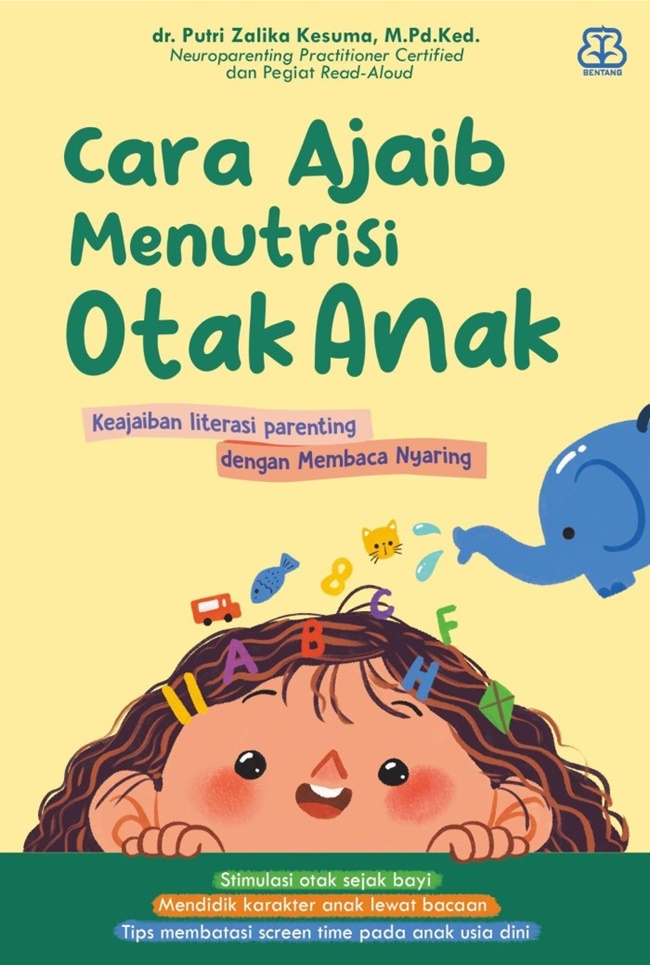 dr. Putri Zalika Kesuma, M.Pd.Ked.
Neuroparenting Practitioner Certified
dan Pegiat Read-Aloud
BENTANG
Cara Ajaib
Menutrisi
Otak Anak
Keajaiban literasi parenting
dengan Membaca Nyaring
8
C
F
B
A
H
U
Stimulasi otak sejak bayi
Mendidik karakter anak lewat bacaan
Tips membatasi screen time pada anak usia dini